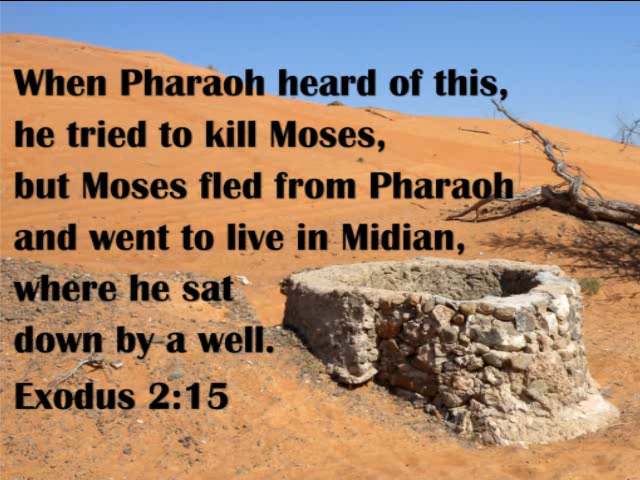 When Pharaoh heard of this,
he tried to kill Moses,
but Moses fled from Pharaoh
and went to live in Midian,
where he sat
down by a well.
Exodus 2:15